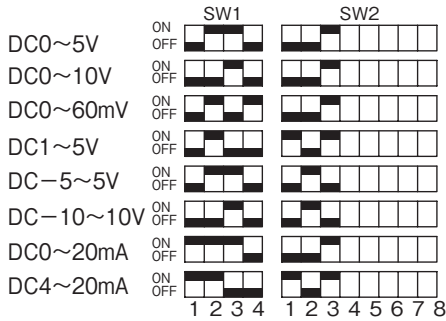 SW1 SW2
DC0～5V ON OFF
DC0～10V ON OFF
DC0～60mV ON OFF
DC1～5V ON OFF
DC－5～5V ON OFF
DC－10～10V ON OFF
DC0～20mA ON OFF
DC4～20mA ON OFF
1 2 3 4 1 2 3 4 5 6 7 8